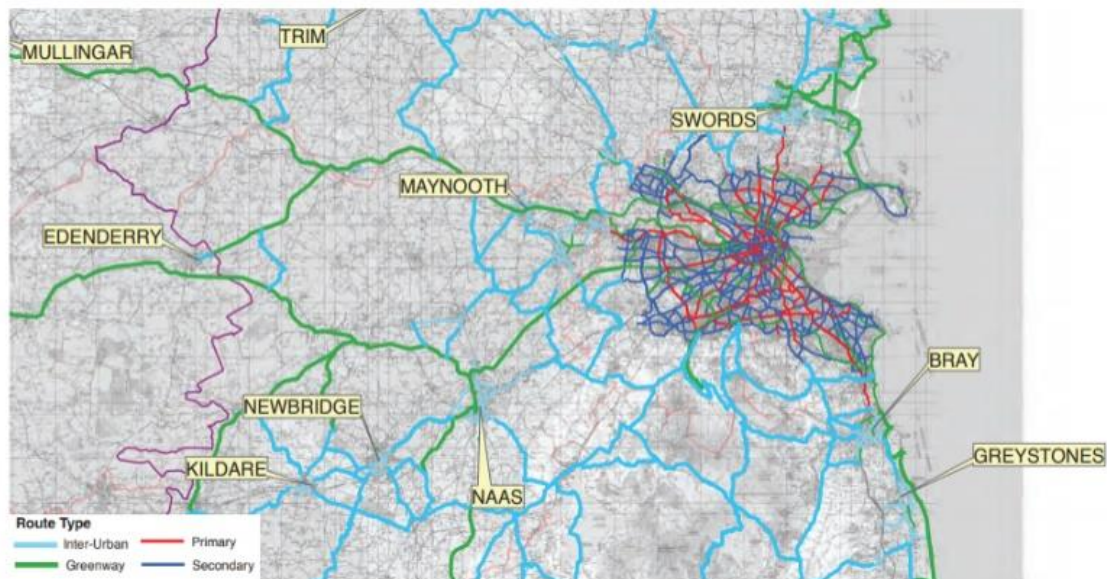 TRIM
MULLINGAR
SWORDS
MAYNOOTH
EDENDERRY
BRAY
NEWBRIDGE
GREYSTONES
KILDARE
NAAS
Route Type
Inter-Urban
Primary
Greenway
Secondary